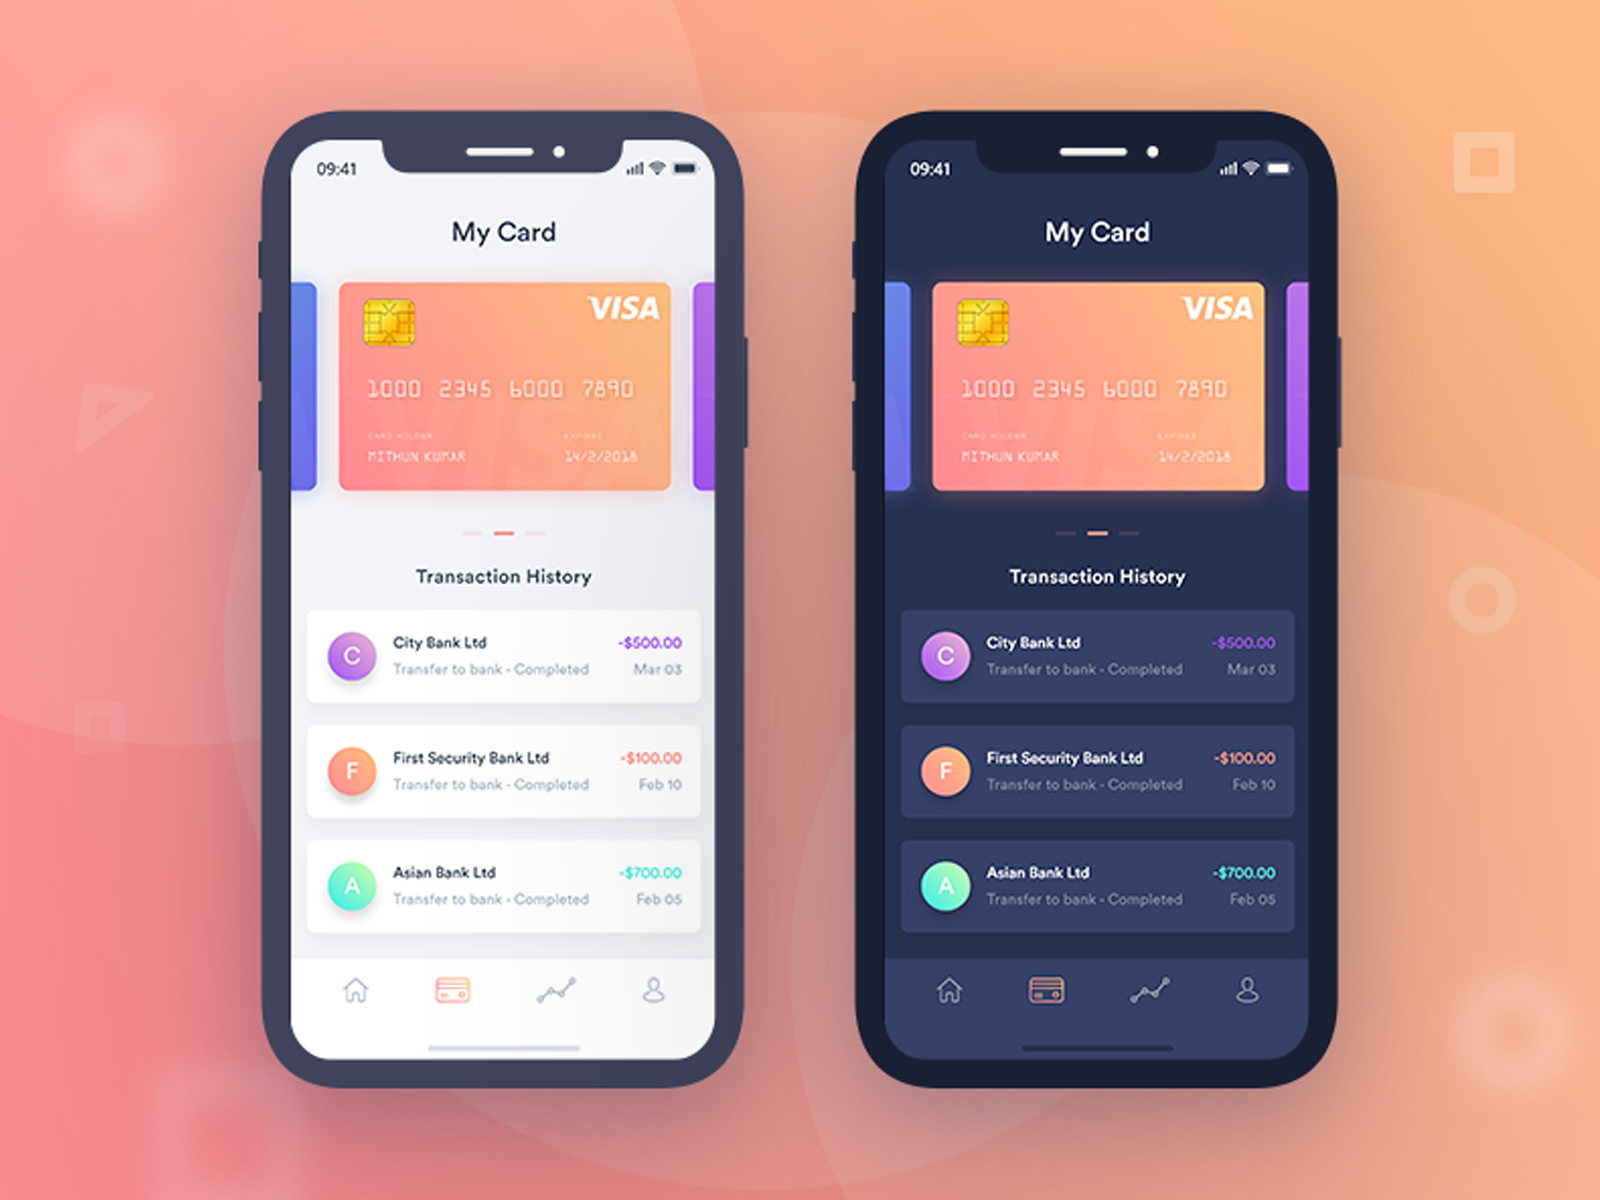 09:41
My Card
VISA
1000 2345 6000 7890
CARD HOLDER EXPIRES
MITHUN KUMAR 14/2/2018
VISA
Transaction History
C City Bank Ltd -$500.00
Transfer to bank - Completed Mar 03
F First Security Bank Ltd -$100.00
Transfer to bank - Completed Feb 10
A Asian Bank Ltd -$700.00
Transfer to bank - Completed Feb 05
09:41
My Card
VISA
1000 2345 6000 7890
CARD HOLDER EXPIRES
MITHUN KUMAR 14/2/2018
VISA
Transaction History
C City Bank Ltd -$500.00
Transfer to bank - Completed Mar 03
F First Security Bank Ltd -$100.00
Transfer to bank - Completed Feb 10
A Asian Bank Ltd -$700.00
Transfer to bank - Completed Feb 05